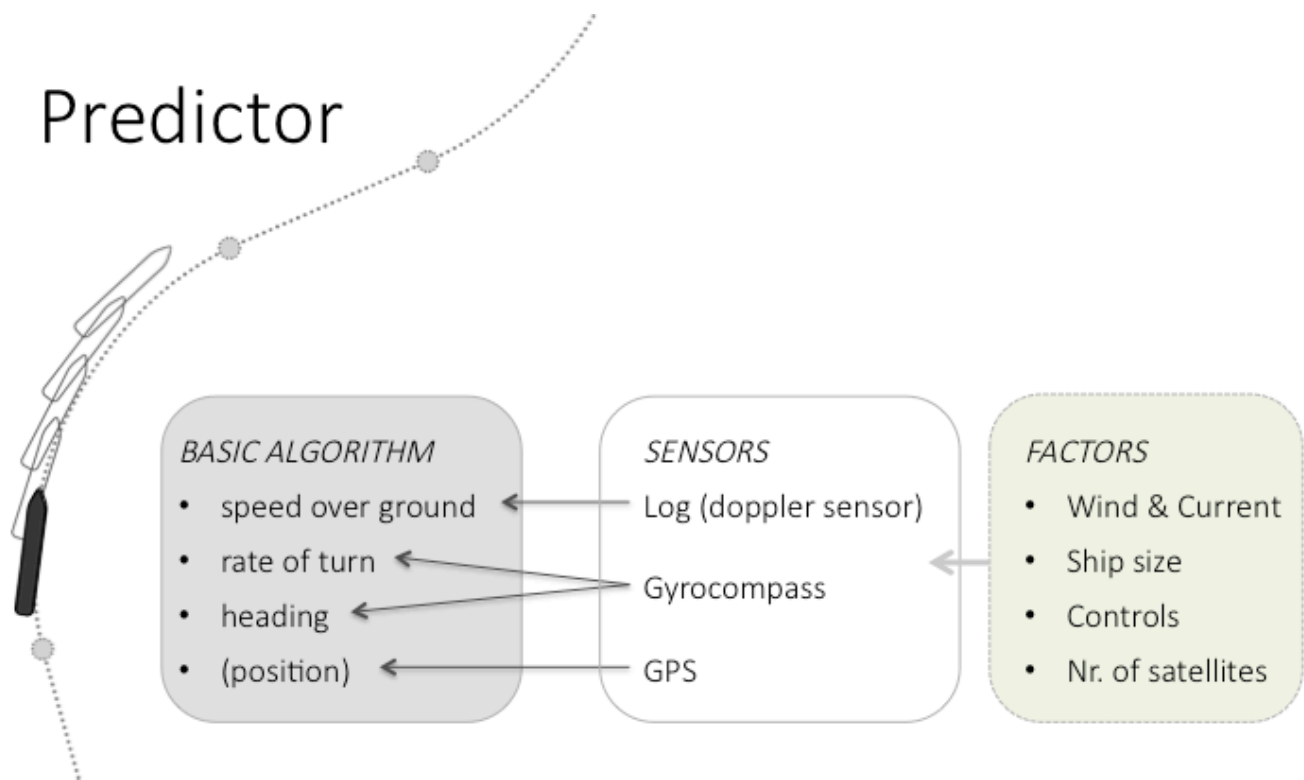 Predictor
BASIC ALGORITHM
• speed over ground
• rate of turn
• heading
• (position)
SENSORS
Log (doppler sensor)
Gyrocompass
GPS
FACTORS
• Wind & Current
• Ship size
• Controls
• Nr. of satellites